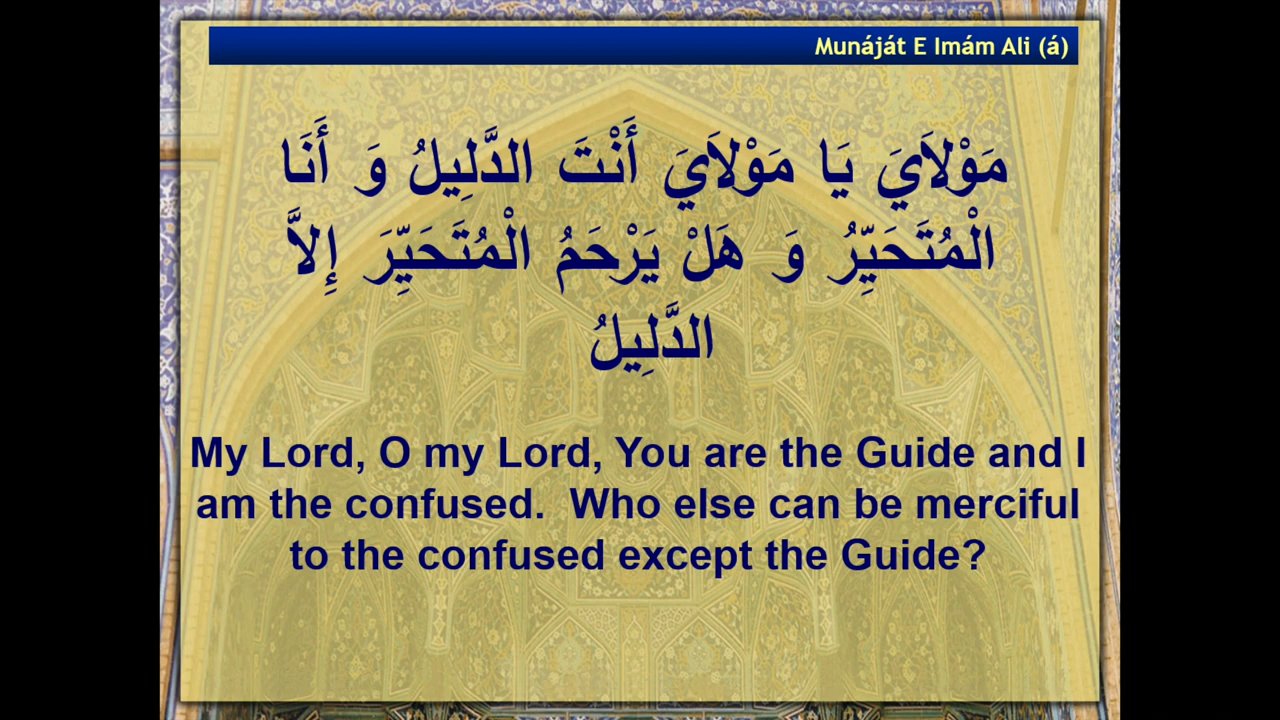 Munáját E Imám Ali (á)
مَوْلاَيَ يَا مَوْلاَيَ أَنْتَ الدَّلِيلُ وَ أَنَا
الْمُتَحَيِّرُ وَ هَلْ يَرْحَمُ الْمُتَحَيِّرَ إِلاَّ
الدَّلِيلُ
My Lord, O my Lord, You are the Guide and I
am the confused.  Who else can be merciful
to the confused except the Guide?